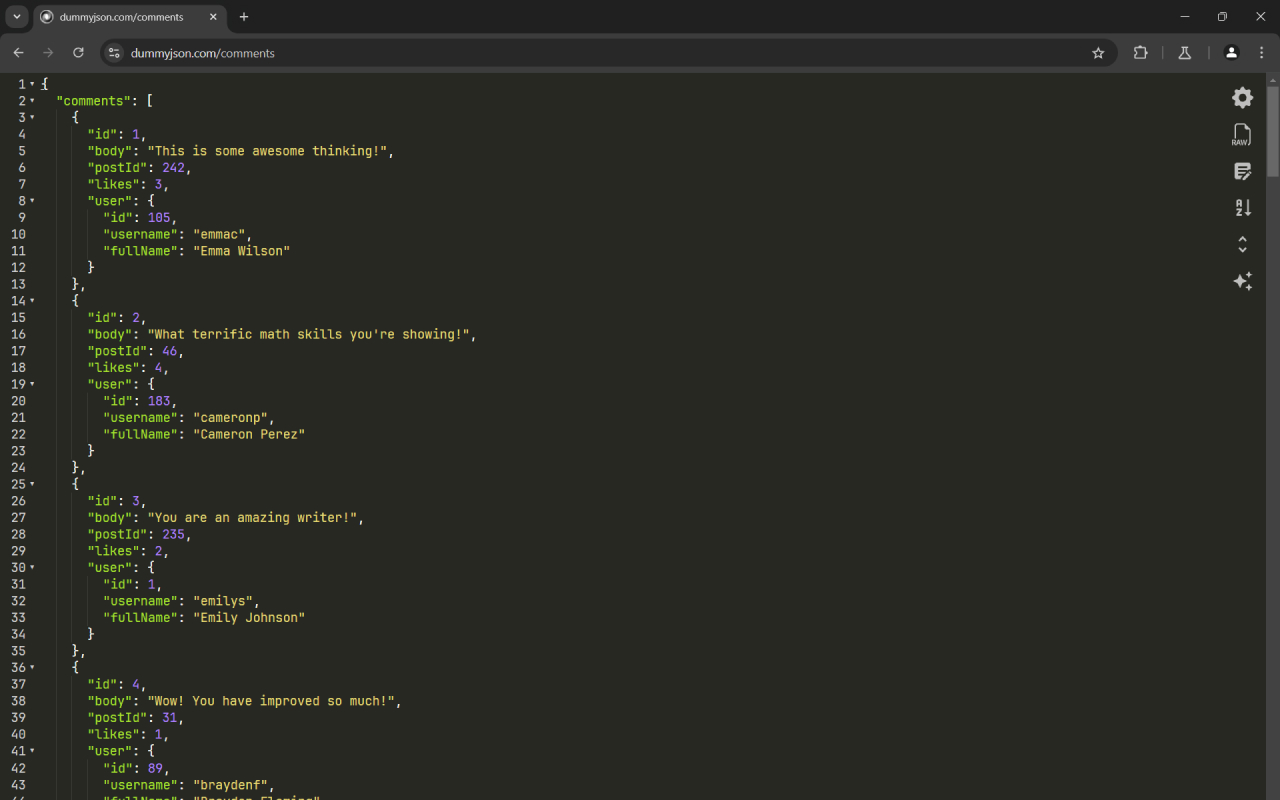 dummyjson.com/comments
dummyjson.com/comments
1 {
2 "comments": [
3 {
4 "id": 1,
5 "body": "This is some awesome thinking!",
6 "postId": 242,
7 "likes": 3,
8 "user": {
9 "id": 105,
10 "username": "emmac",
11 "fullName": "Emma Wilson"
12 }
13 },
14 {
15 "id": 2,
16 "body": "What terrific math skills you're showing!",
17 "postId": 46,
18 "likes": 4,
19 "user": {
20 "id": 183,
21 "username": "cameronp",
22 "fullName": "Cameron Perez"
23 }
24 },
25 {
26 "id": 3,
27 "body": "You are an amazing writer!",
28 "postId": 235,
29 "likes": 2,
30 "user": {
31 "id": 1,
32 "username": "emilys",
33 "fullName": "Emily Johnson"
34 }
35 },
36 {
37 "id": 4,
38 "body": "Wow! You have improved so much!",
39 "postId": 31,
40 "likes": 1,
41 "user": {
42 "id": 89,
43 "username": "braydenf",
44 "fullName": "Brayden Fleming"
RAW
A
Z